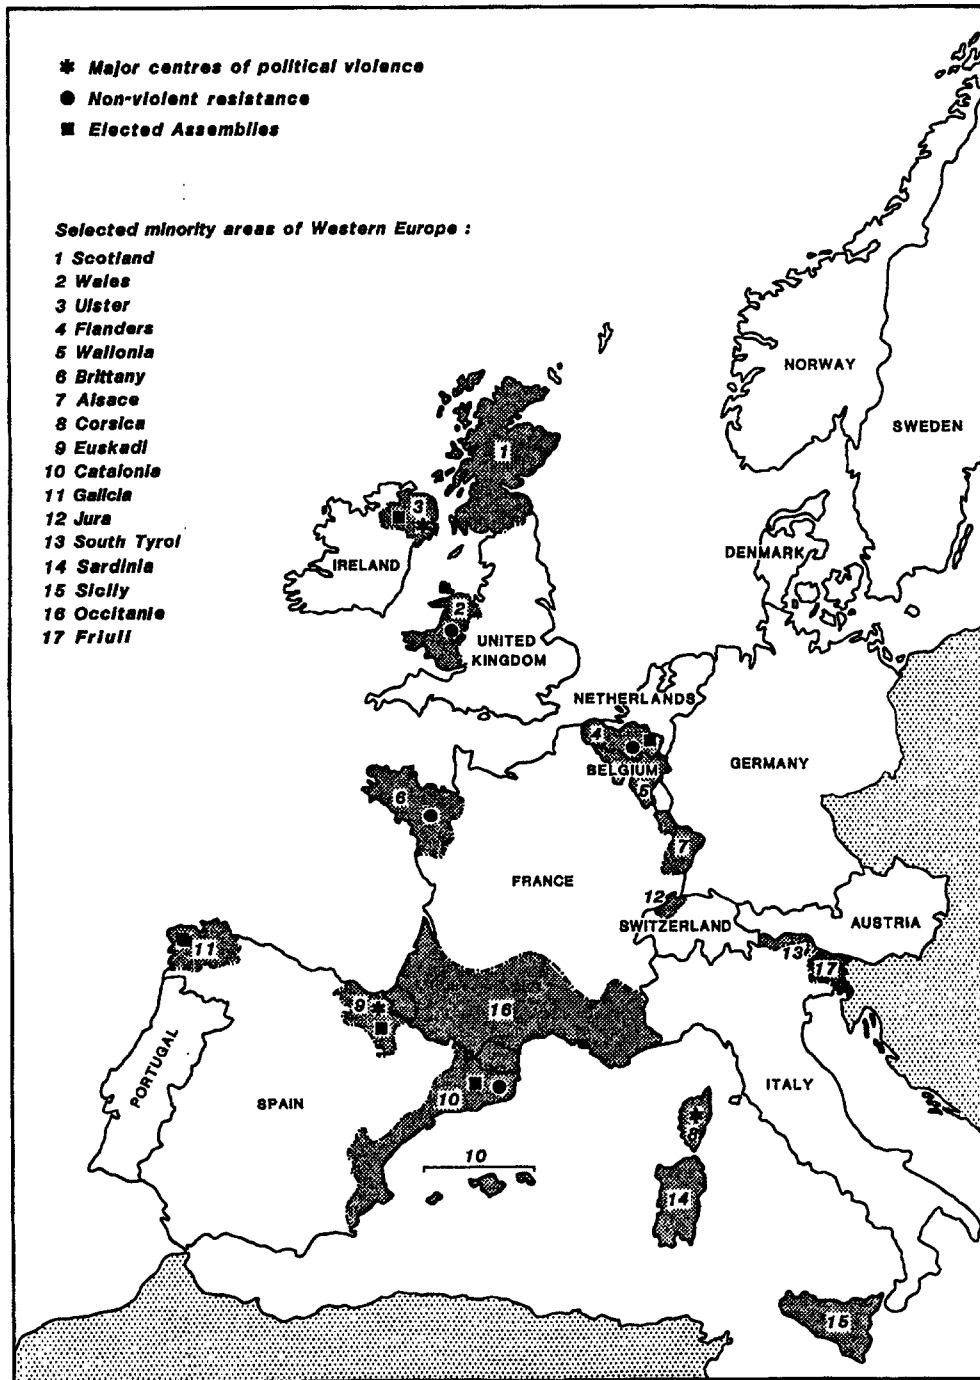 * Major centres of political violence
● Non-violent resistance
■ Elected Assemblies
Selected minority areas of Western Europe :
1 Scotland
2 Wales
3 Ulster
4 Flanders
5 Wallonia
6 Brittany
7 Alsace
8 Corsica
9 Euskadi
10 Catalonia
11 Galicia
12 Jura
13 South Tyrol
14 Sardinia
15 Sicily
16 Occitanie
17 Friuli
NORWAY
SWEDEN
1
3
DENMARK
IRELAND
2
UNITED
KINGDOM
NETHERLANDS
4
BELGIUM
GERMANY
5
6
7
FRANCE
12
SWITZERLAND
AUSTRIA
11
13
17
9
16
PORTUGAL
ITALY
10
SPAIN
8
10
14
15